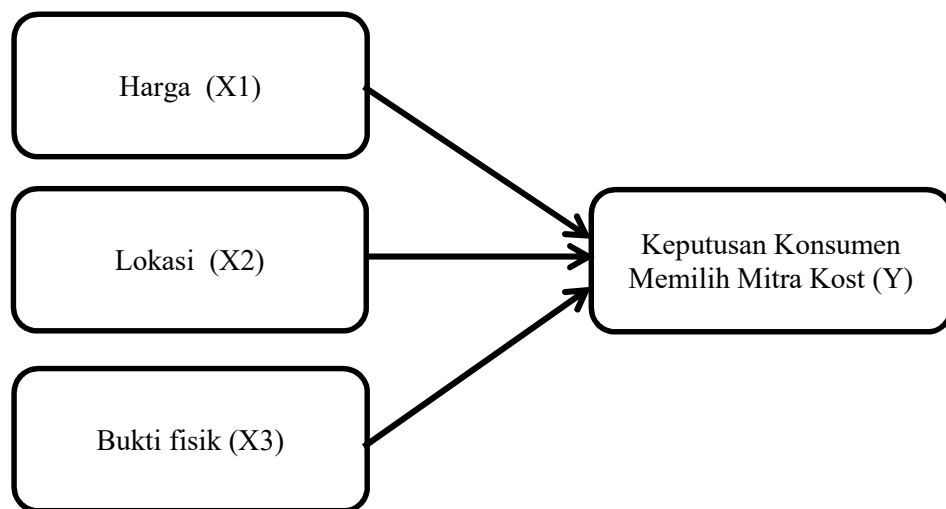 Harga  (X1)
Lokasi  (X2)
Bukti fisik (X3)
Keputusan Konsumen
Memilih Mitra Kost (Y)